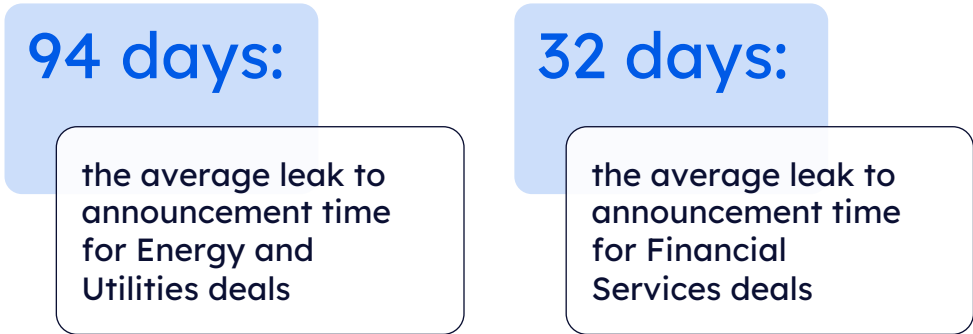 94 days:
the average leak to
announcement time
for Energy and
Utilities deals
32 days:
the average leak to
announcement time
for Financial
Services deals